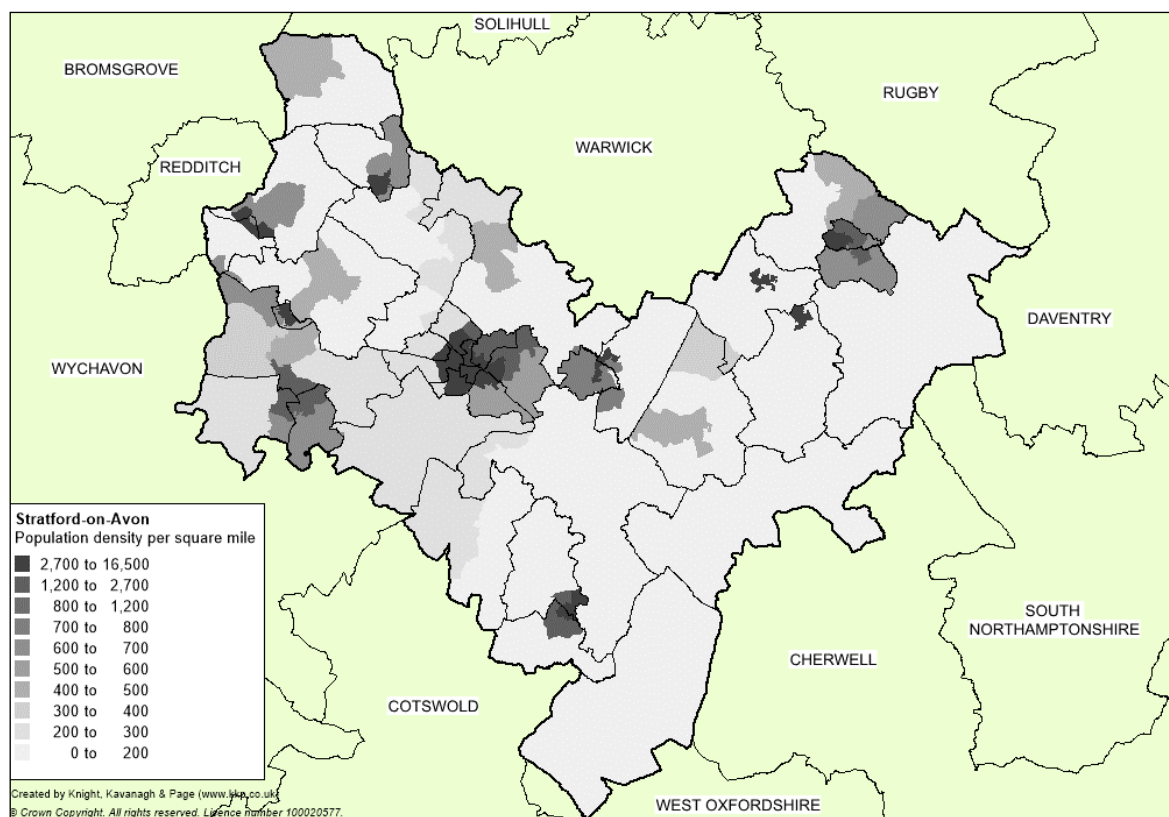 SOLIHULL
BROMSGROVE
RUGBY
WARWICK
REDDITCH
DAVENTRY
WYCHAVON
Stratford-on-Avon
Population density per square mile
2,700 to 16,500
1,200 to 2,700
800 to 1,200
700 to 800
600 to 700
500 to 600
400 to 500
300 to 400
200 to 300
0 to 200
SOUTH
NORTHAMPTONSHIRE
CHERWELL
COTSWOLD
WEST OXFORDSHIRE
Created by Knight, Kavanagh & Page (www.kkp.co.uk)
© Crown Copyright. All rights reserved. Licence number 100020577.